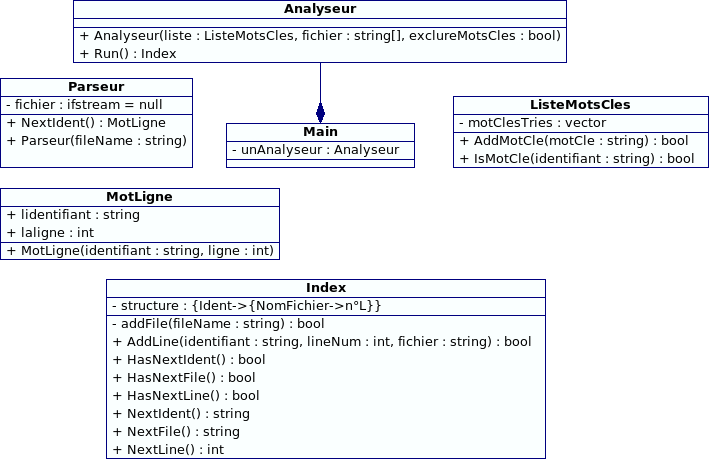 Analyseur
+ Analyseur(liste : ListeMotsCles, fichier : string[], exclureMotsCles : bool)
+ Run() : Index
Parseur
- fichier : ifstream = null
+ NextIdent() : MotLigne
+ Parseur(fileName : string)
Main
- unAnalyseur : Analyseur
ListeMotsCles
- motClesTries : vector
+ AddMotCle(motCle : string) : bool
+ IsMotCle(identifiant : string) : bool
MotLigne
+ lidentifiant : string
+ laligne : int
+ MotLigne(identifiant : string, ligne : int)
Index
- structure : {Ident->{NomFichier->n°L}}
- addFile(fileName : string) : bool
+ AddLine(identifiant : string, lineNum : int, fichier : string) : bool
+ HasNextIdent() : bool
+ HasNextFile() : bool
+ HasNextLine() : bool
+ NextIdent() : string
+ NextFile() : string
+ NextLine() : int